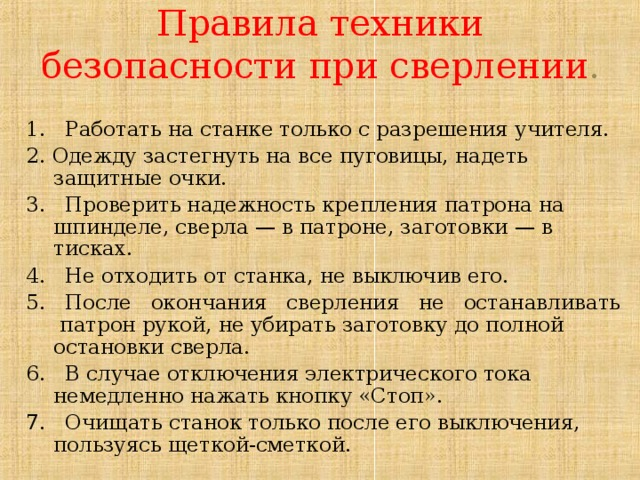 Правила техники
безопасности при сверлении.
1. Работать на станке только с разрешения учителя.
2. Одежду застегнуть на все пуговицы, надеть
защитные очки.
3. Проверить надежность крепления патрона на
шпинделе, сверла — в патроне, заготовки — в
тисках.
4. Не отходить от станка, не выключив его.
5. После окончания сверления не останавливать
патрон рукой, не убирать заготовку до полной
остановки сверла.
6. В случае отключения электрического тока
немедленно нажать кнопку «Стоп».
7. Очищать станок только после его выключения,
пользуясь щеткой-сметкой.